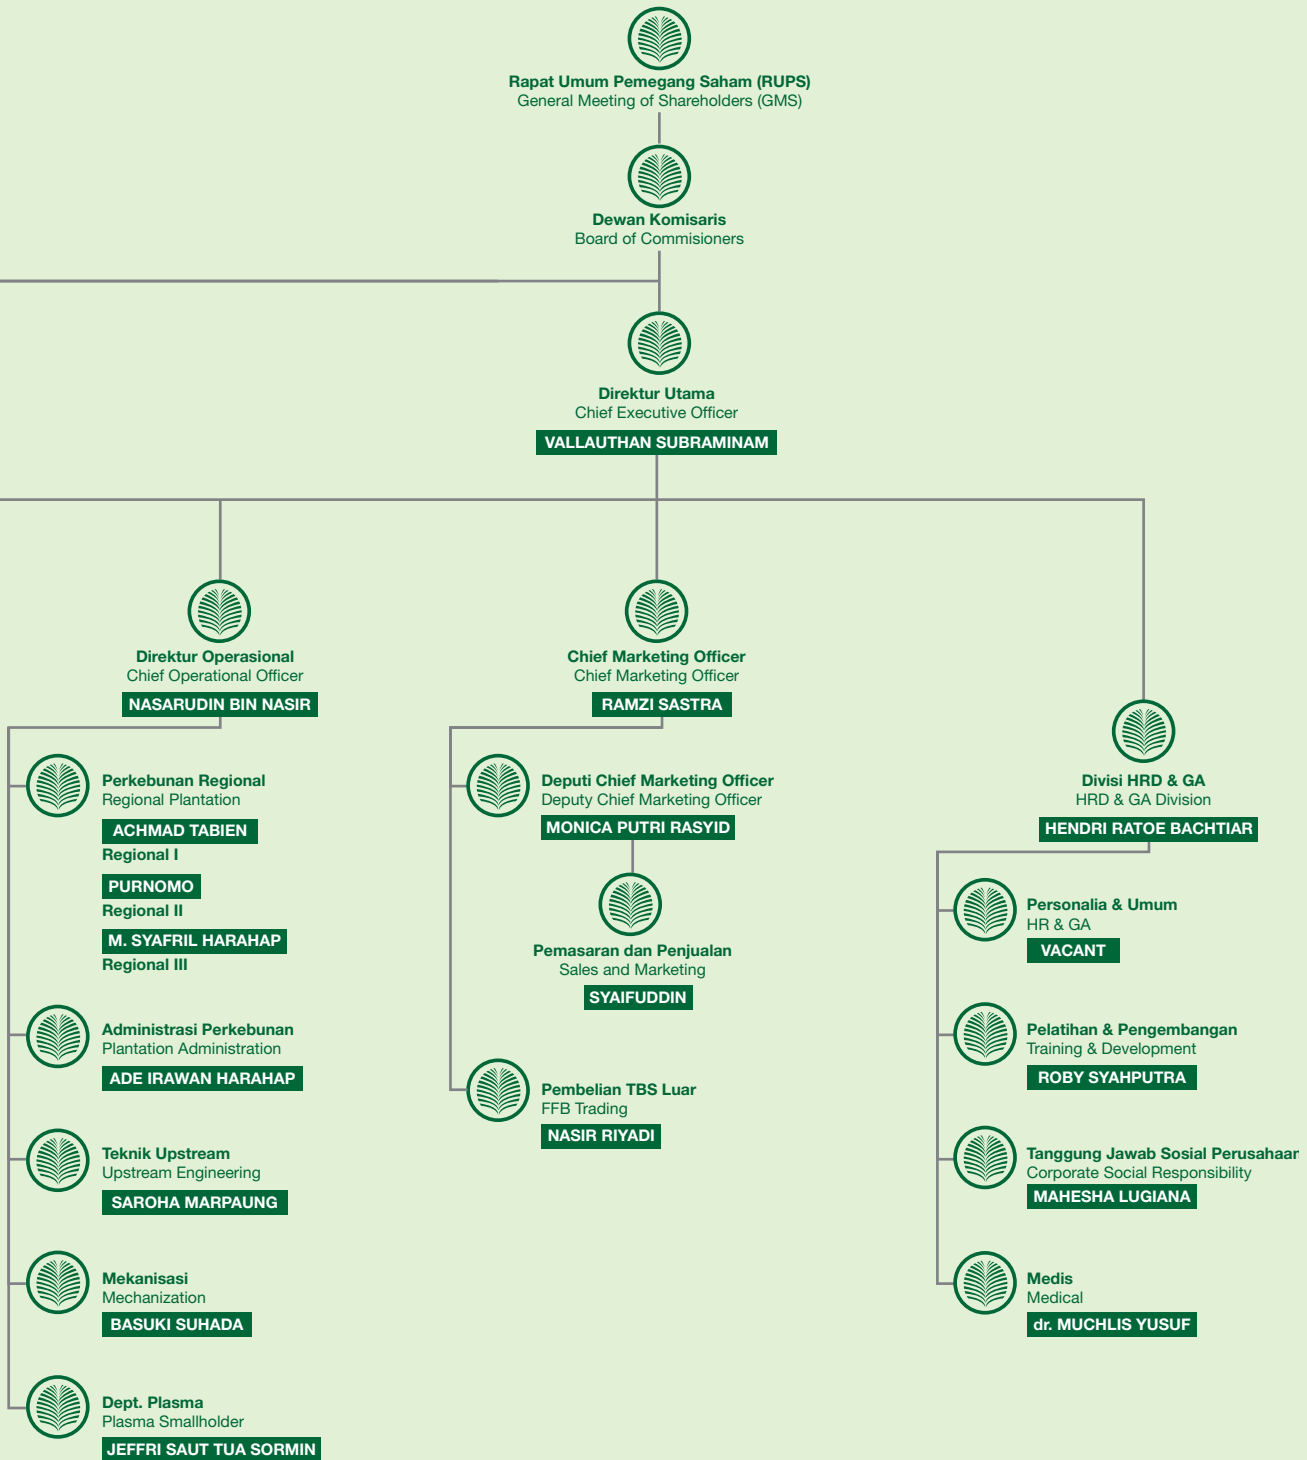 Rapat Umum Pemegang Saham (RUPS)
General Meeting of Shareholders (GMS)
Dewan Komisaris
Board of Commisioners
Direktur Utama
Chief Executive Officer
VALLAUTHAN SUBRAMINAM
Direktur Operasional
Chief Operational Officer
NASARUDIN BIN NASIR
Perkebunan Regional
Regional Plantation
ACHMAD TABIEN
Regional I
PURNOMO
Regional II
M. SYAFRIL HARAHAP
Regional III
Administrasi Perkebunan
Plantation Administration
ADE IRAWAN HARAHAP
Teknik Upstream
Upstream Engineering
SAROHA MARPAUNG
Mekanisasi
Mechanization
BASUKI SUHADA
Dept. Plasma
Plasma Smallholder
JEFFRI SAUT TUA SORMIN
Chief Marketing Officer
Chief Marketing Officer
RAMZI SASTRA
Deputi Chief Marketing Officer
Deputy Chief Marketing Officer
MONICA PUTRI RASYID
Pemasaran dan Penjualan
Sales and Marketing
SYAIFUDDIN
Pembelian TBS Luar
FFB Trading
NASIR RIYADI
Divisi HRD & GA
HRD & GA Division
HENDRI RATOE BACHTIAR
Personalia & Umum
HR & GA
VACANT
Pelatihan & Pengembangan
Training & Development
ROBY SYAHPUTRA
Tanggung Jawab Sosial Perusahaan
Corporate Social Responsibility
MAHESHA LUGIANA
Medis
Medical
dr. MUCHLIS YUSUF